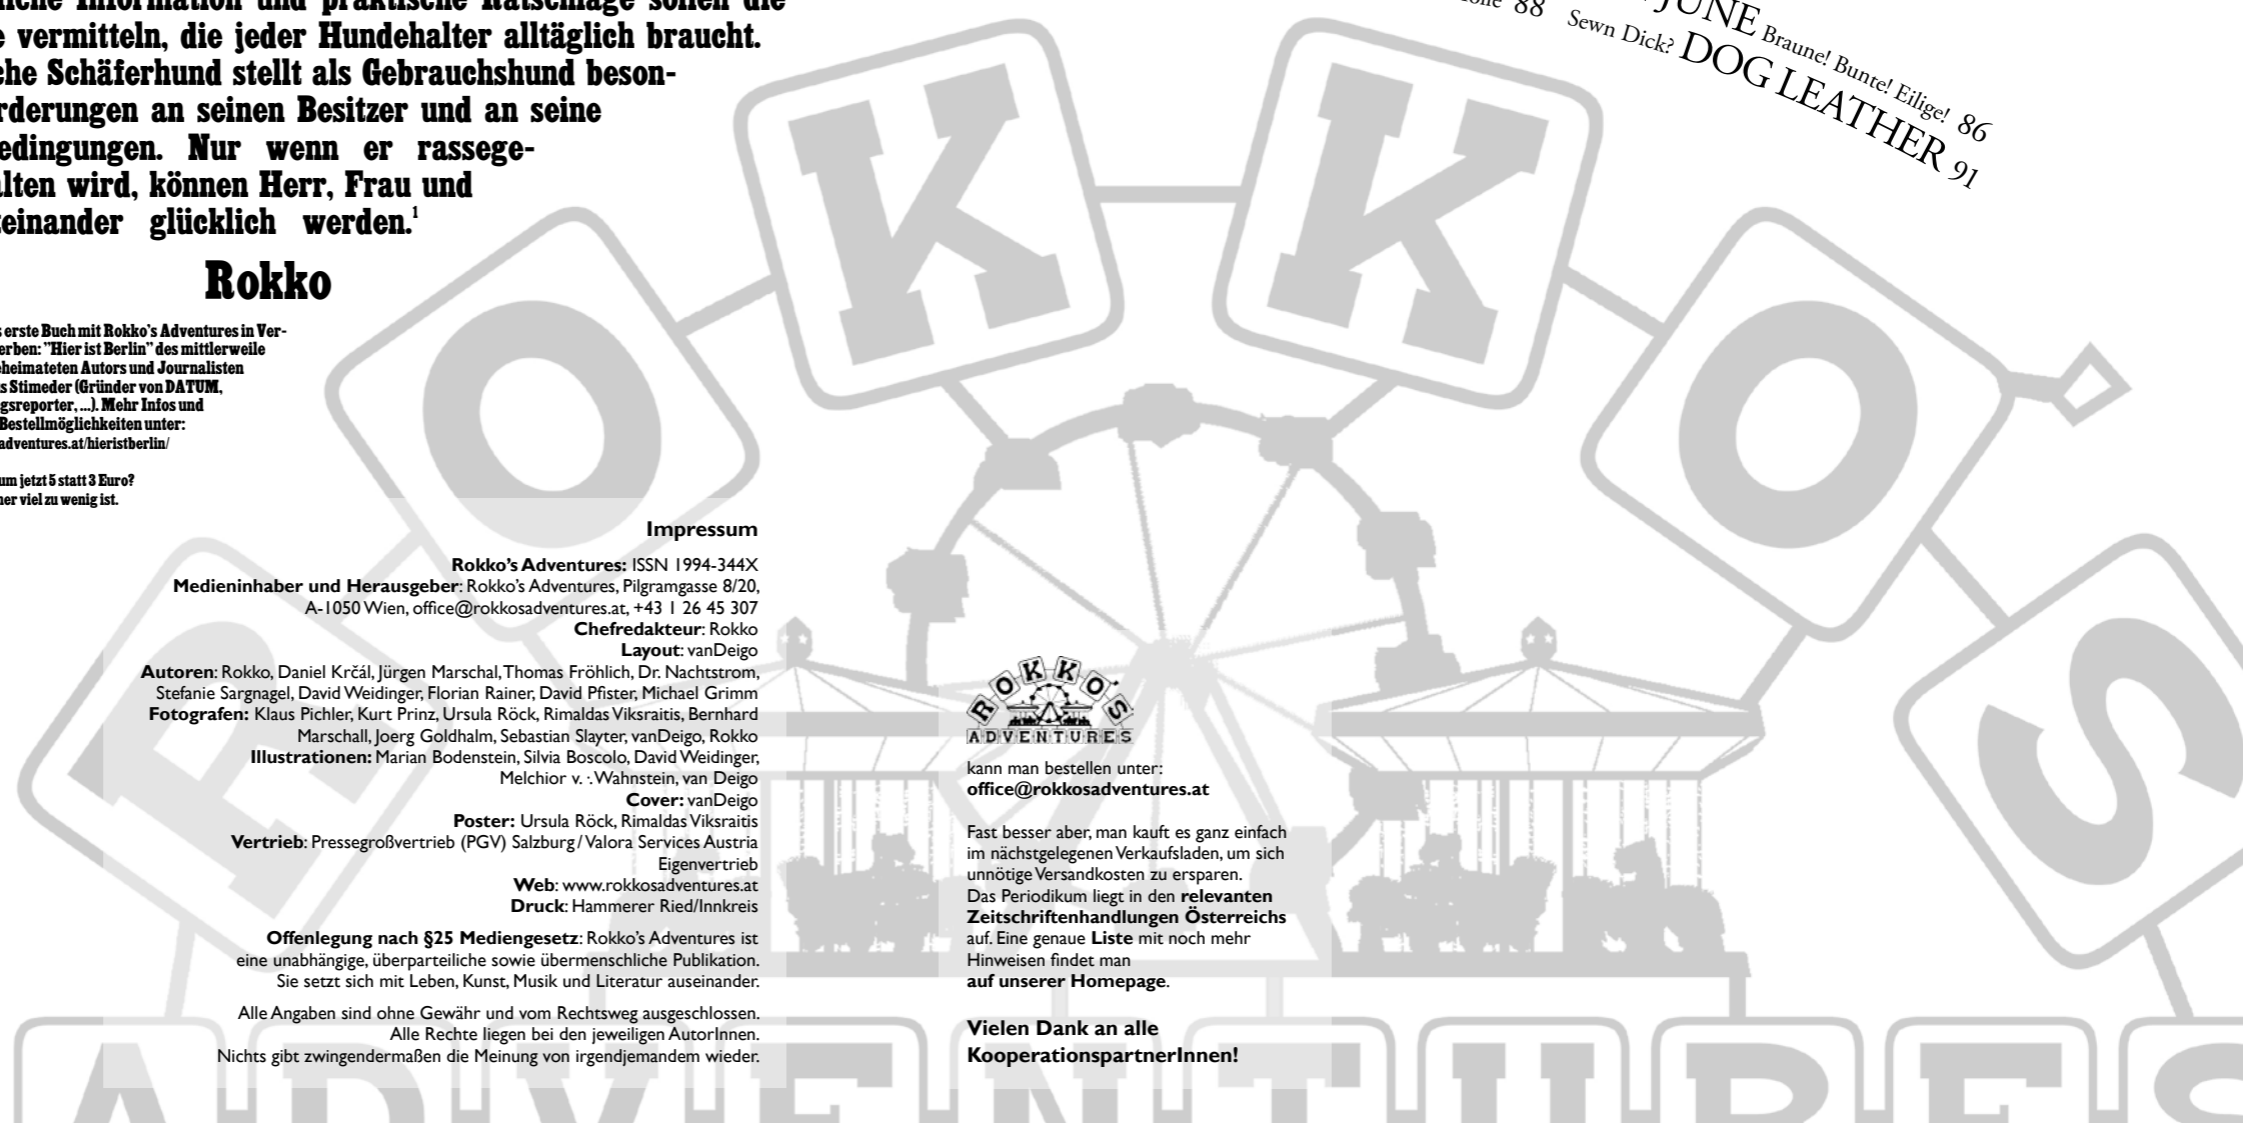 vermitteln, die jeder Hundehalter alltäglich braucht.
Schäferhund stellt als Gebrauchshund beson-
an seinen Besitzer und an seine
Nur wenn er rassege-
wird, können Herr, Frau und
glücklich werden.¹
Rokko
erste Buch mit Rokko's Adventures in Ver-
"Hier ist Berlin" des mittlerweile
Autors und Journalisten
Stimeder (Gründer von DATUM,
...). Mehr Infos und
Bestellmöglichkeiten unter:
adventures.at/hieristberlin/
jetzt 5 statt 3 Euro?
viel zu wenig ist.
JUNE Braune! Bunte! Eilige! 86
88 Sewn Dick? DOG LEATHER 91
ROKKO'S
ADVENTURES
Impressum
Rokko's Adventures: ISSN 1994-344X
Medieninhaber und Herausgeber: Rokko's Adventures, Pilgramgasse 8/20,
A-1050 Wien, office@rokkosadventures.at, +43 1 26 45 307
Chefredakteur: Rokko
Layout: vanDeigo
Autoren: Rokko, Daniel Krčál, Jürgen Marschal, Thomas Fröhlich, Dr. Nachtstrom,
Stefanie Sargnagel, David Weidinger, Florian Rainer, David Pfister, Michael Grimm
Fotografen: Klaus Pichler, Kurt Prinz, Ursula Röck, Rimaldas Viksraitis, Bernhard
Marschall, Joerg Goldhalm, Sebastian Slayter, vanDeigo, Rokko
Illustrationen: Marian Bodenstein, Silvia Boscolo, David Weidinger,
Melchior v. ·.Wahnstein, van Deigo
Cover: vanDeigo
Poster: Ursula Röck, Rimaldas Viksraitis
Vertrieb: Pressegroßvertrieb (PGV) Salzburg / Valora Services Austria
Eigenvertrieb
Web: www.rokkosadventures.at
Druck: Hammerer Ried/Innkreis
Offenlegung nach §25 Mediengesetz: Rokko's Adventures ist
eine unabhängige, überparteiliche sowie übermenschliche Publikation.
Sie setzt sich mit Leben, Kunst, Musik und Literatur auseinander.
Alle Angaben sind ohne Gewähr und vom Rechtsweg ausgeschlossen.
Alle Rechte liegen bei den jeweiligen AutorInnen.
Nichts gibt zwingendermaßen die Meinung von irgendjemandem wieder.
ROKKO'S
ADVENTURES
kann man bestellen unter:
office@rokkosadventures.at
Fast besser aber, man kauft es ganz einfach
im nächstgelegenen Verkaufsladen, um sich
unnötige Versandkosten zu ersparen.
Das Periodikum liegt in den relevanten
Zeitschriftenhandlungen Österreichs
auf. Eine genaue Liste mit noch mehr
Hinweisen findet man
auf unserer Homepage.
Vielen Dank an alle
KooperationspartnerInnen!